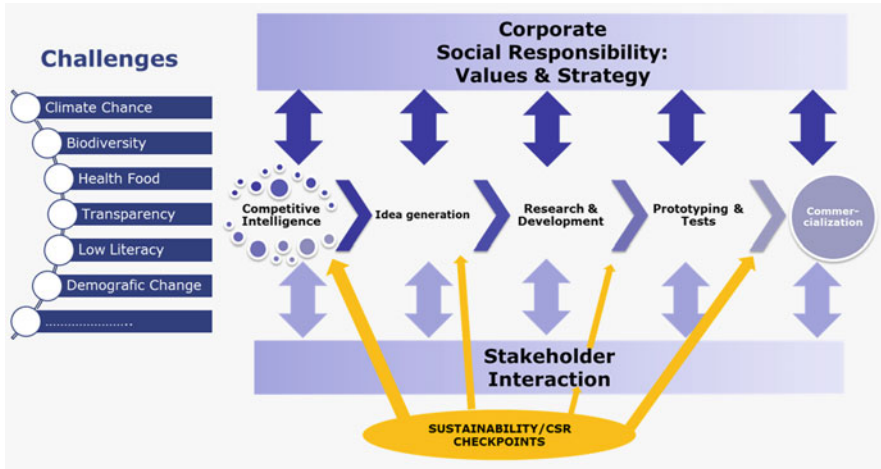 Challenges
Climate Chance
Biodiversity
Health Food
Transparency
Low Literacy
Demografic Change
......................
Corporate
Social Responsibility:
Values & Strategy
Competitive
Intelligence
Idea generation
Research &
Development
Prototyping &
Tests
Commer-
cialization
Stakeholder
Interaction
SUSTAINABILITY/CSR
CHECKPOINTS